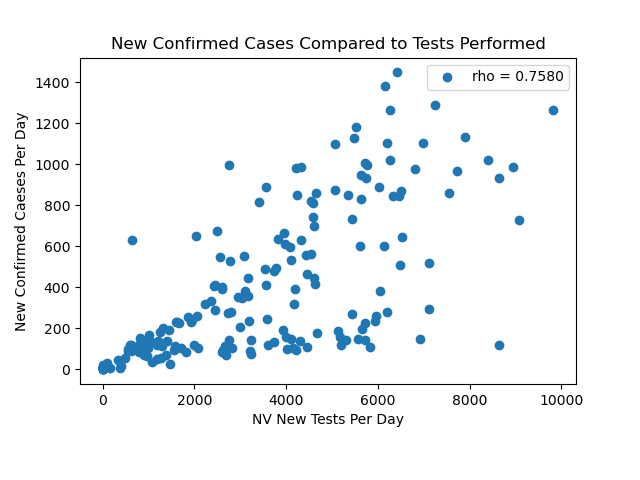 New Confirmed Cases Compared to Tests Performed
rho = 0.7580
New Confirmed Caeses Per Day
1400
1200
1000
800
600
400
200
0
0 2000 4000 6000 8000 10000
NV New Tests Per Day